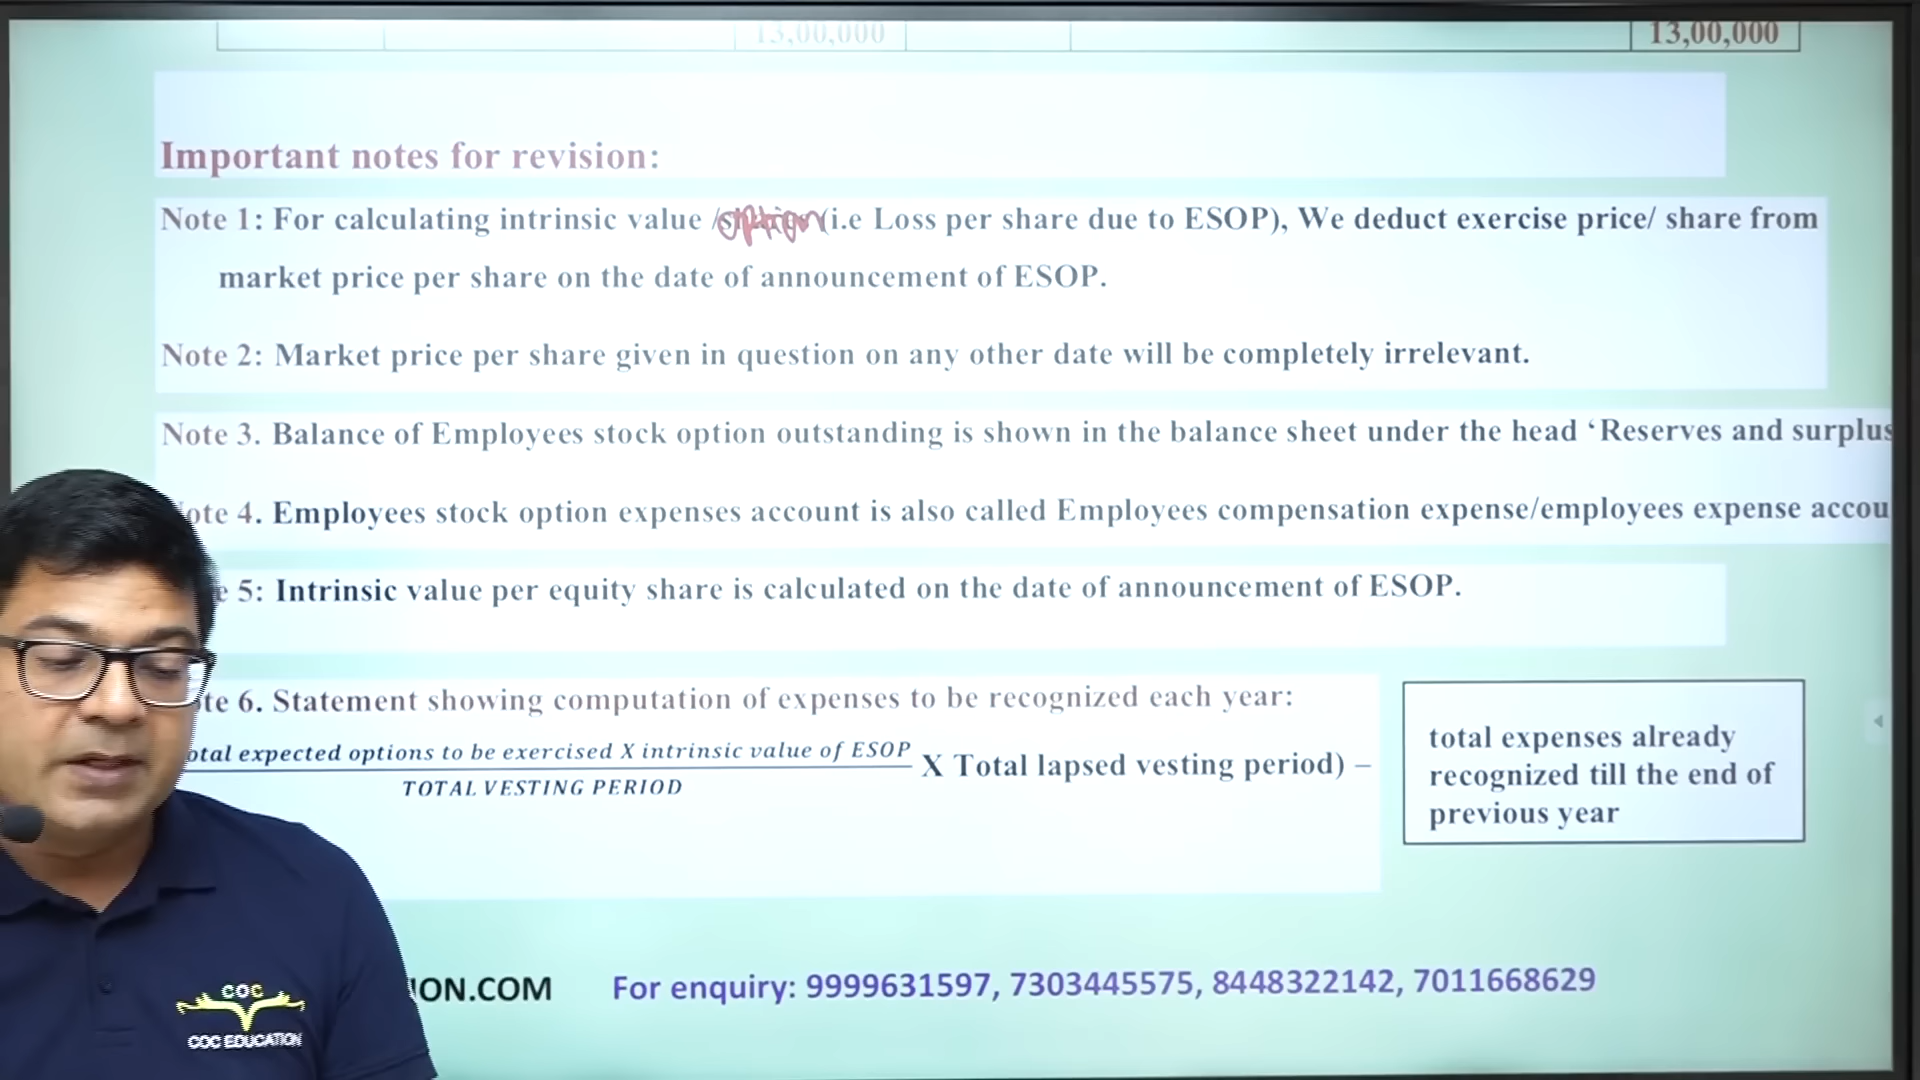 13,00,000 13,00,000
Important notes for revision:
Note 1: For calculating intrinsic value /option (i.e Loss per share due to ESOP), We deduct exercise price/ share from
market price per share on the date of announcement of ESOP.
Note 2: Market price per share given in question on any other date will be completely irrelevant.
Note 3. Balance of Employees stock option outstanding is shown in the balance sheet under the head ‘Reserves and surplus
ote 4. Employees stock option expenses account is also called Employees compensation expense/employees expense accou
e 5: Intrinsic value per equity share is calculated on the date of announcement of ESOP.
te 6. Statement showing computation of expenses to be recognized each year:
otal expected options to be exercised X intrinsic value of ESOP
TOTAL VESTING PERIOD
X Total lapsed vesting period) –
total expenses already
recognized till the end of
previous year
ION.COM For enquiry: 9999631597, 7303445575, 8448322142, 7011668629
COC
COC EDUCATION